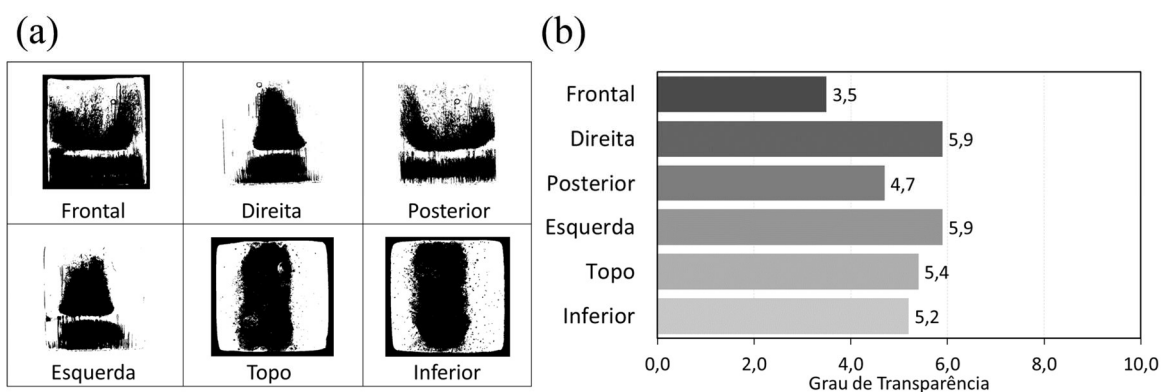 (a)
Frontal Direita Posterior
Esquerda Topo Inferior
(b)
Frontal 3,5
Direita 5,9
Posterior 4,7
Esquerda 5,9
Topo 5,4
Inferior 5,2
0,0 2,0 4,0 6,0 8,0 10,0
Grau de Transparência